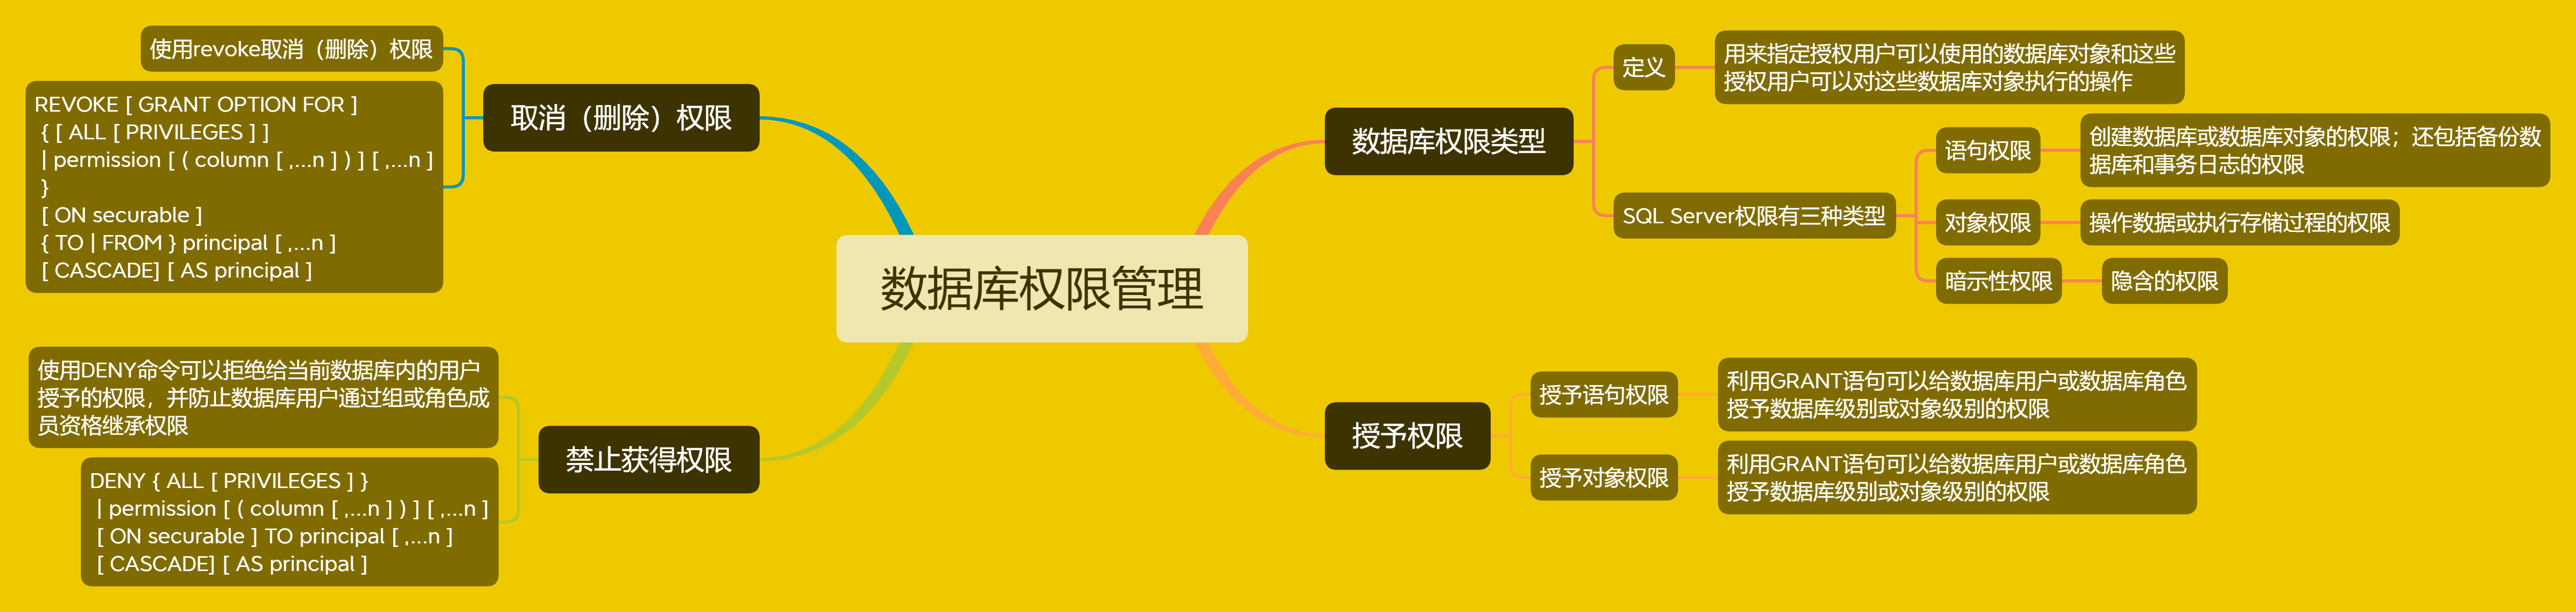 数据库权限管理
数据库权限类型
定义
用来指定授权用户可以使用的数据库对象和这些
授权用户可以对这些数据库对象执行的操作
SQL Server权限有三种类型
语句权限
创建数据库或数据库对象的权限；还包括备份数
据库和事务日志的权限
对象权限
操作数据或执行存储过程的权限
暗示性权限
隐含的权限
授予权限
授予语句权限
利用GRANT语句可以给数据库用户或数据库角色
授予数据库级别或对象级别的权限
授予对象权限
利用GRANT语句可以给数据库用户或数据库角色
授予数据库级别或对象级别的权限
取消（删除）权限
使用revoke取消（删除）权限
REVOKE [ GRANT OPTION FOR ]
{ [ ALL [ PRIVILEGES ] ]
| permission [ ( column [ ,...n ] ) ] [ ,...n ]
}
[ ON securable ]
{ TO | FROM } principal [ ,...n ]
[ CASCADE] [ AS principal ]
禁止获得权限
使用DENY命令可以拒绝给当前数据库内的用户
授予的权限，并防止数据库用户通过组或角色成
员资格继承权限
DENY { ALL [ PRIVILEGES ] }
| permission [ ( column [ ,...n ] ) ] [ ,...n ]
[ ON securable ] TO principal [ ,...n ]
[ CASCADE] [ AS principal ]